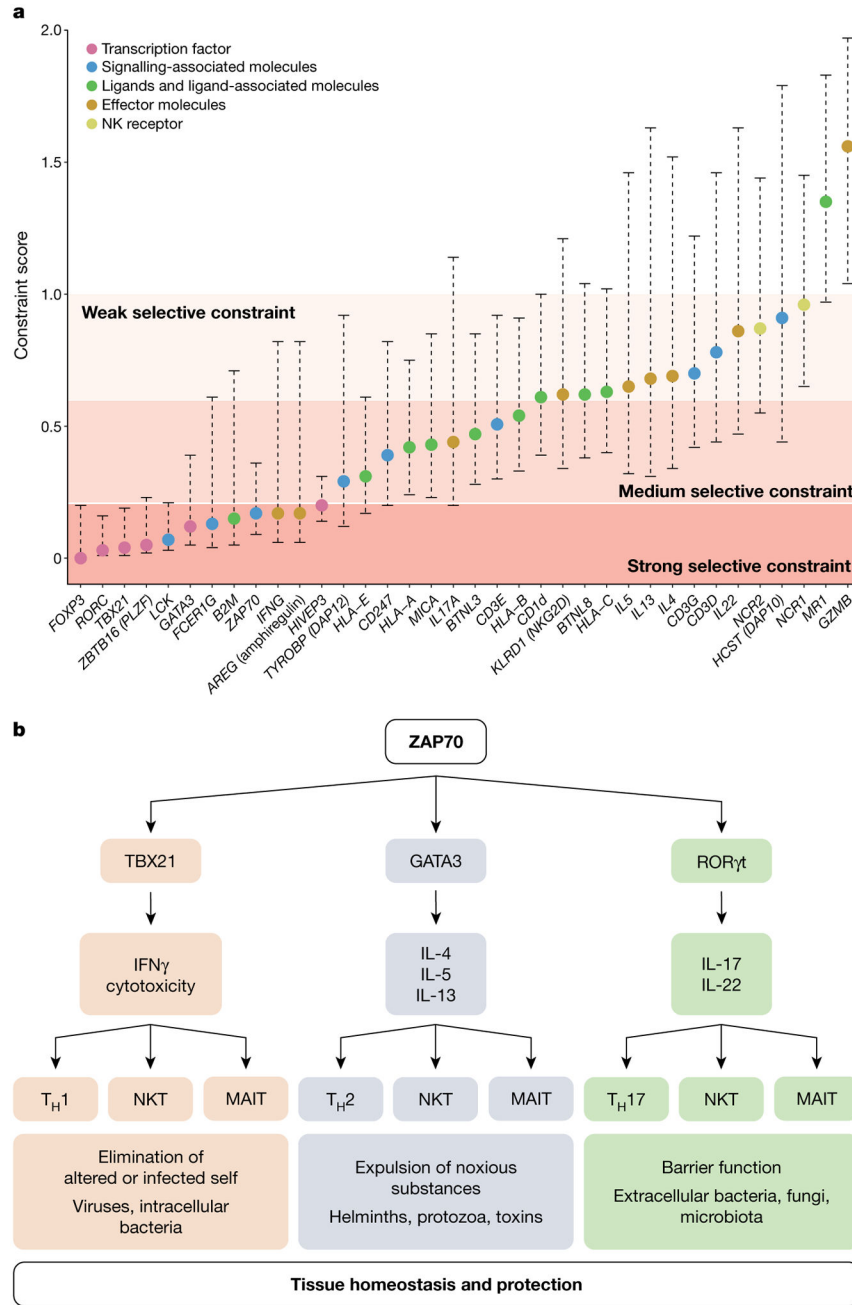 a
2.0
1.5
1.0
0.5
0
Constraint score
Transcription factor
Signalling-associated molecules
Ligands and ligand-associated molecules
Effector molecules
NK receptor
Weak selective constraint
Medium selective constraint
Strong selective constraint
FOXP3
RORC
TBX21
ZBTB16 (PLZF)
LCK
GATA3
FCER1G
B2M
ZAP70
IFNG
AREG (amphiregulin)
HIVEP3
TYROBP (DAP12)
HLA-E
CD247
HLA-A
MICA
IL17A
BTNL3
CD3E
HLA-B
CD1d
KLRD1 (NKG2D)
BTNL8
HLA-C
IL5
IL13
IL4
CD3G
CD3D
IL22
NCR2
HCST (DAP10)
NCR1
MR1
GZMB
b
ZAP70
TBX21
GATA3
RORγt
IFNγ
cytotoxicity
IL-4
IL-5
IL-13
IL-17
IL-22
TH1
NKT
MAIT
TH2
NKT
MAIT
TH17
NKT
MAIT
Elimination of
altered or infected self
Viruses, intracellular
bacteria
Expulsion of noxious
substances
Helminths, protozoa, toxins
Barrier function
Extracellular bacteria, fungi,
microbiota
Tissue homeostasis and protection